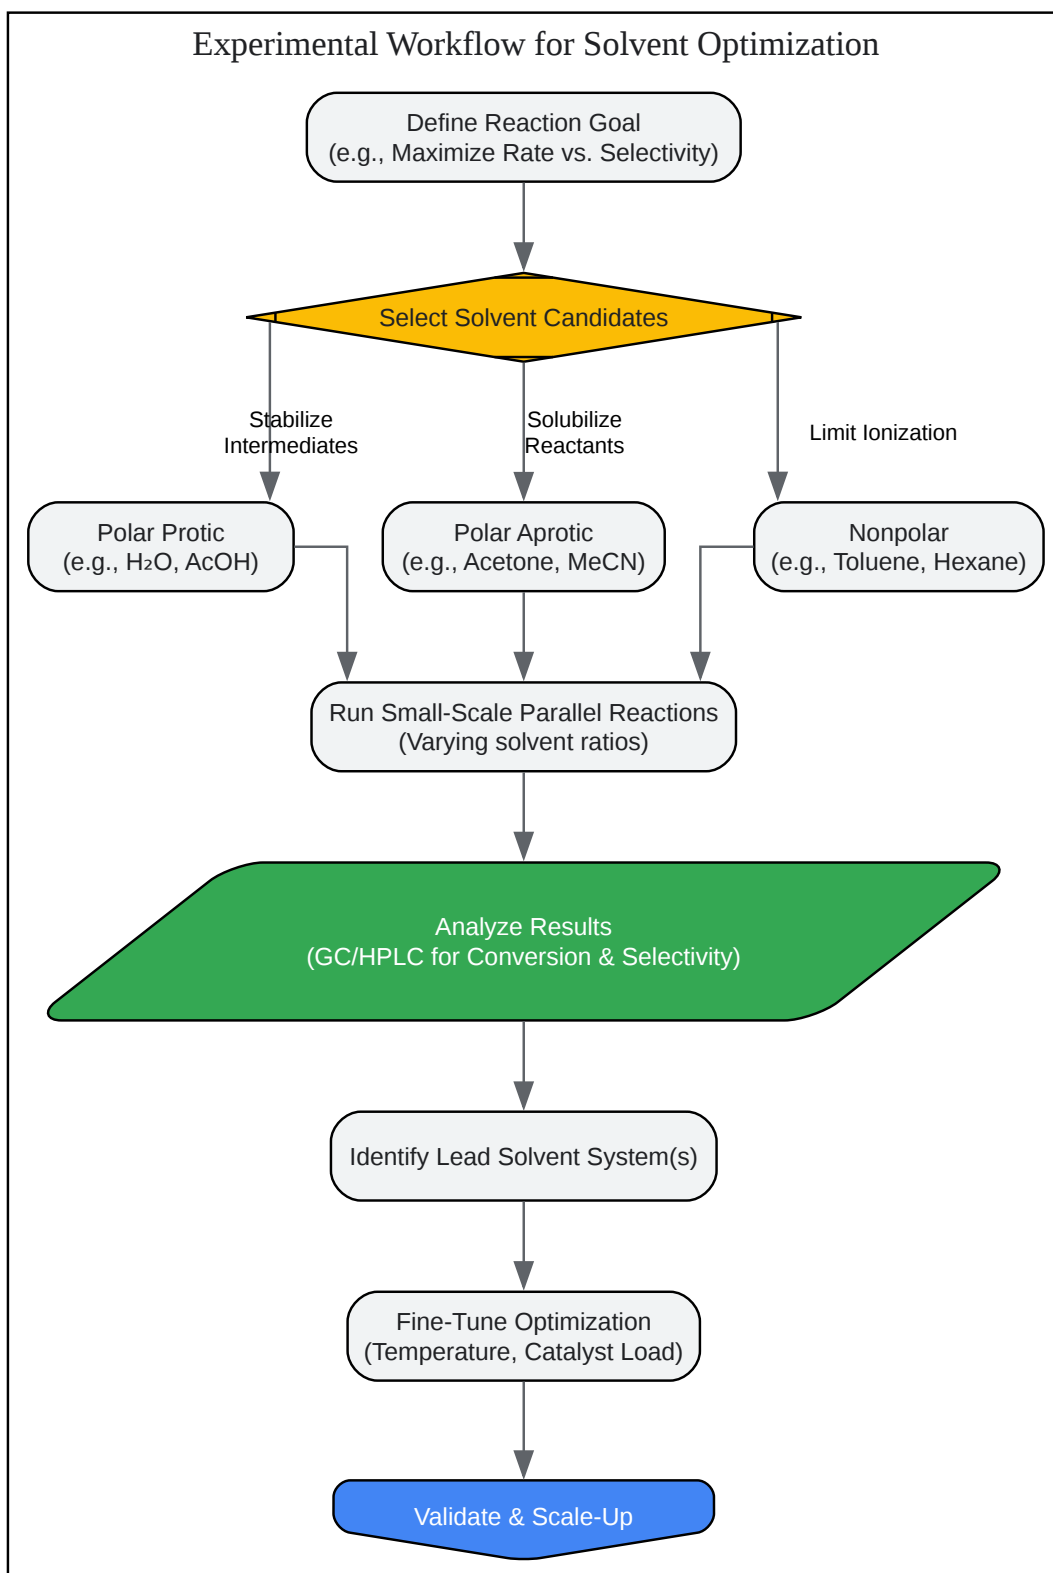 Experimental Workflow for Solvent Optimization
Define Reaction Goal
(e.g., Maximize Rate vs. Selectivity)
Select Solvent Candidates
Stabilize
Intermediates
Solubilize
Reactants
Limit Ionization
Polar Protic
(e.g., H₂O, AcOH)
Polar Aprotic
(e.g., Acetone, MeCN)
Nonpolar
(e.g., Toluene, Hexane)
Run Small-Scale Parallel Reactions
(Varying solvent ratios)
Analyze Results
(GC/HPLC for Conversion & Selectivity)
Identify Lead Solvent System(s)
Fine-Tune Optimization
(Temperature, Catalyst Load)
Validate & Scale-Up